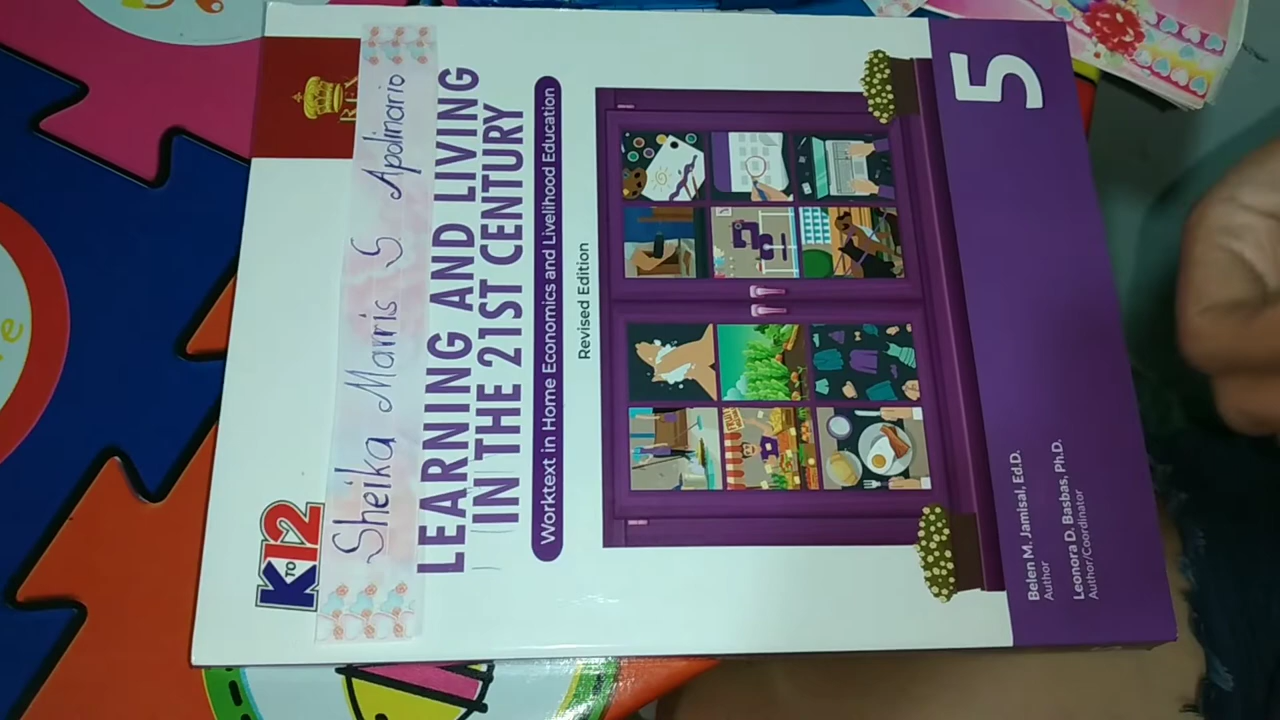 REX
K TO 12
Sheika Marris S Apolinario
LEARNING AND LIVING
IN THE 21ST CENTURY
Worktext in Home Economics and Livelihood Education
Revised Edition
5
Belen M. Jamisal, Ed.D.
Author
Leonora D. Basbas, Ph.D.
Author/Coordinator